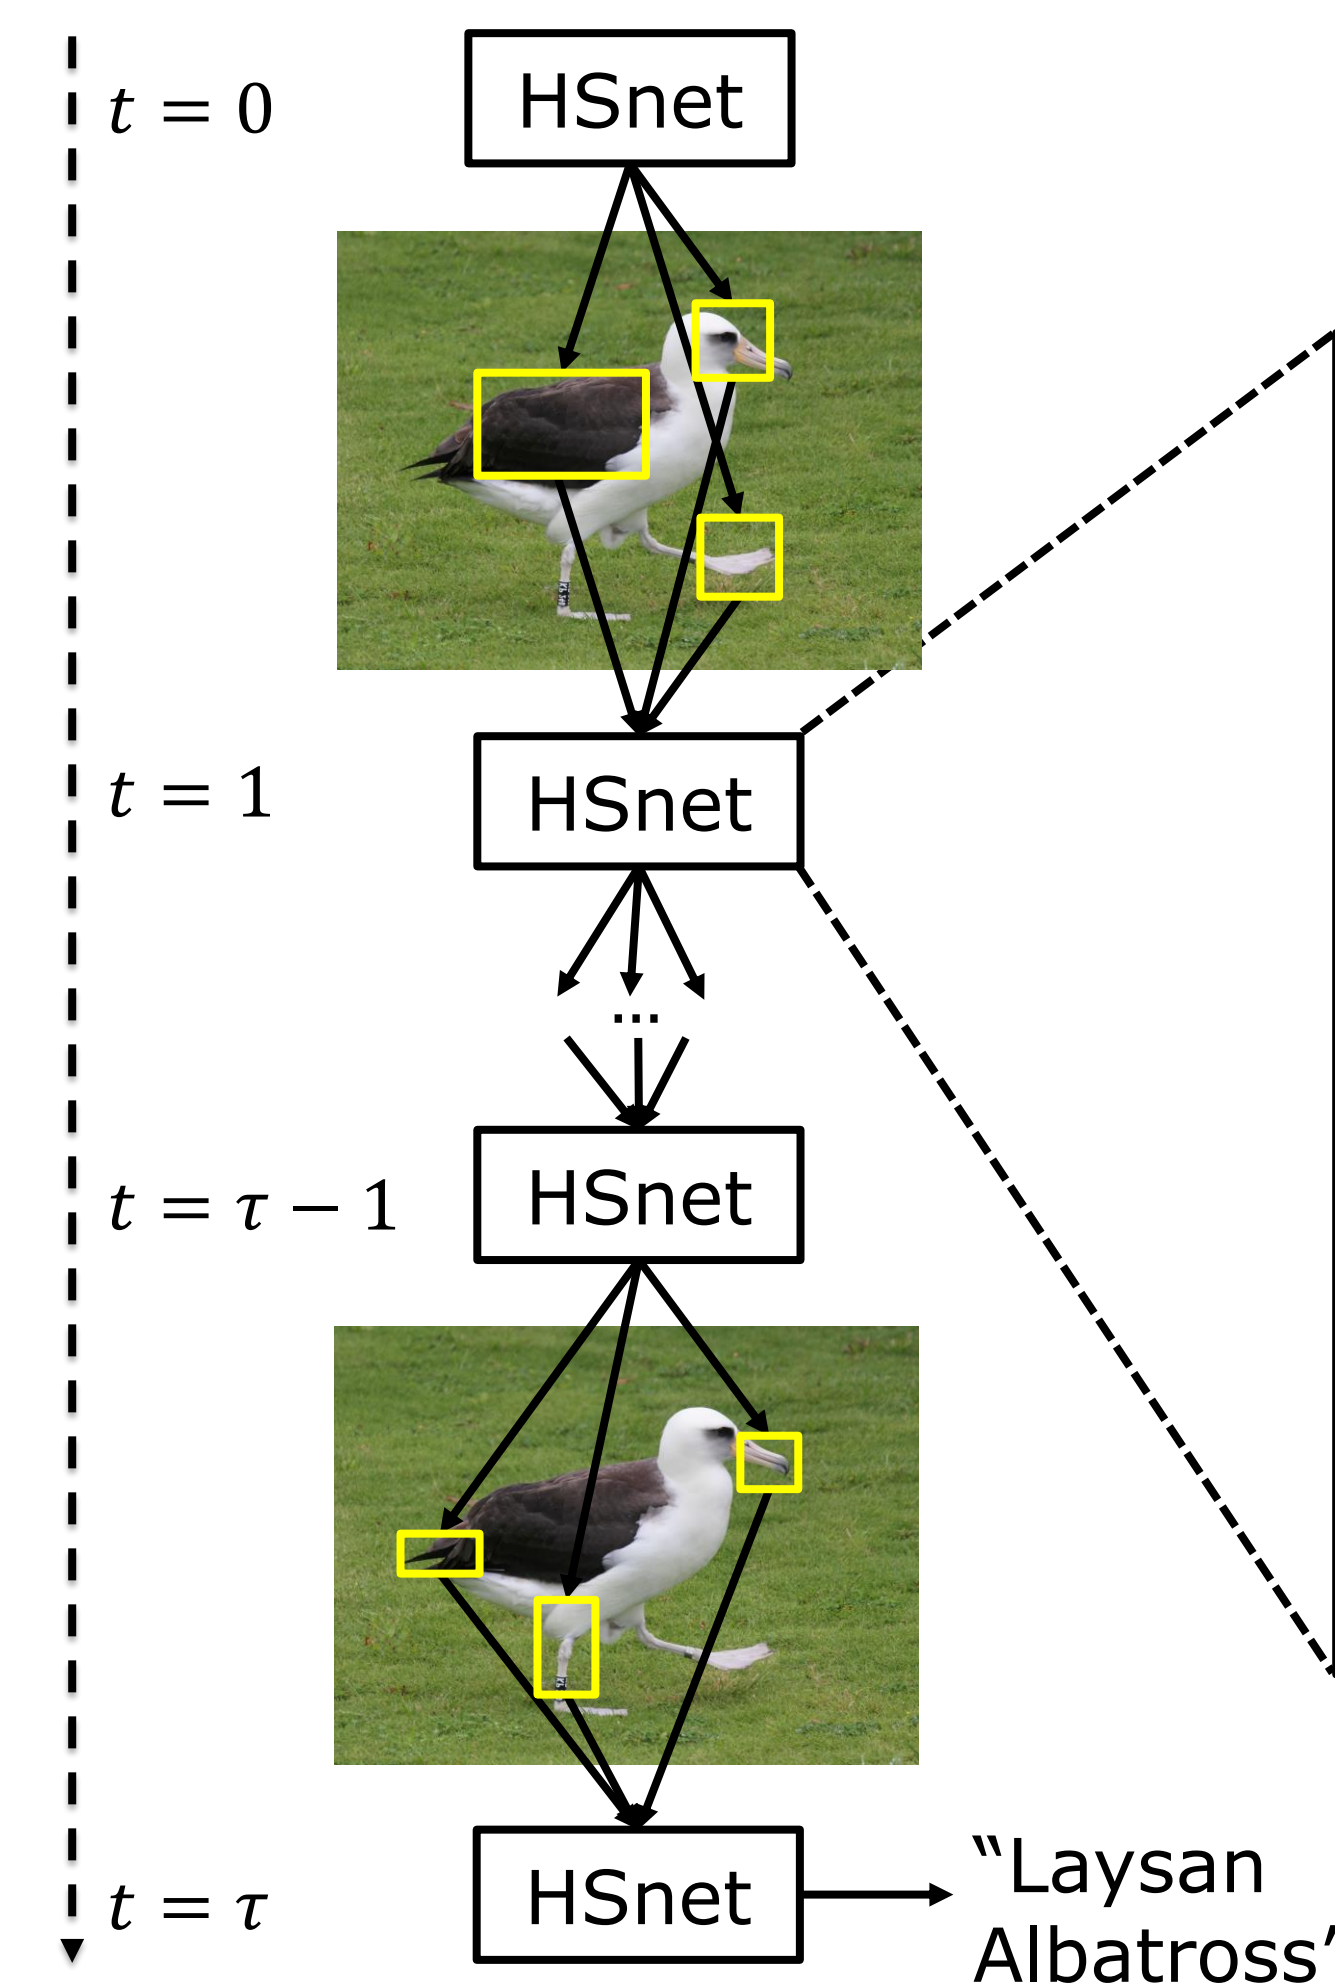 t = 0
HSnet
t = 1
HSnet
...
t = τ − 1
HSnet
t = τ
HSnet
“Laysan
Albatross”